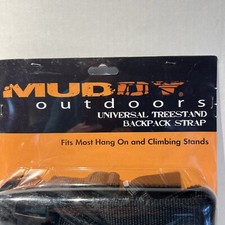 MUDDY
outdoors
UNIVERSAL TREESTAND
BACKPACK STRAP
Fits Most Hang On and Climbing Stands